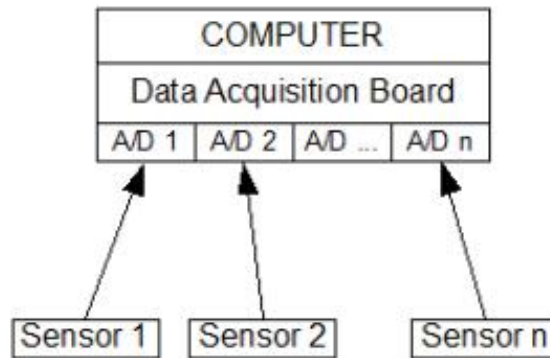 COMPUTER
Data Acquisition Board
A/D 1 A/D 2 A/D ... A/D n
Sensor 1 Sensor 2 Sensor n